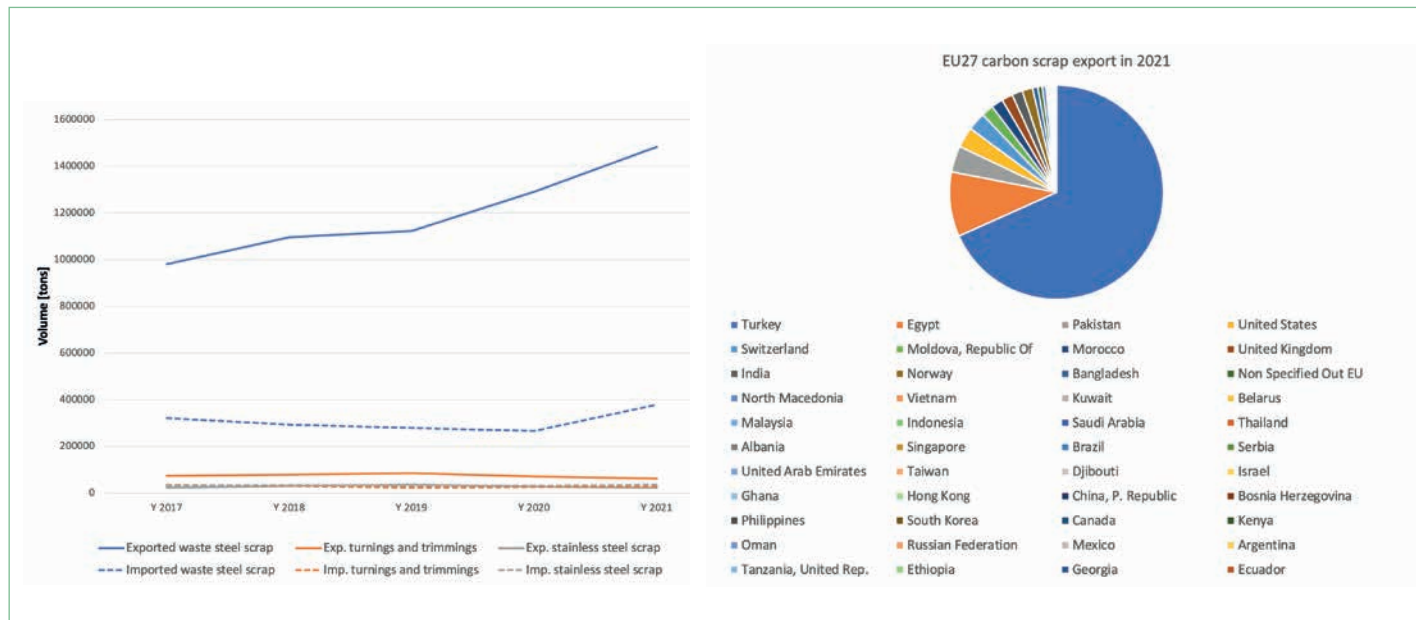 1600000
1400000
1200000
1000000
800000
600000
400000
200000
0
Volume [tons]
Y 2017 Y 2018 Y 2019 Y 2020 Y 2021
Exported waste steel scrap Exp. turnings and trimmings Exp. stainless steel scrap
Imported waste steel scrap Imp. turnings and trimmings Imp. stainless steel scrap
EU27 carbon scrap export in 2021
Turkey Egypt Pakistan United States
Switzerland Moldova, Republic Of Morocco United Kingdom
India Norway Bangladesh Non Specified Out EU
North Macedonia Vietnam Kuwait Belarus
Malaysia Indonesia Saudi Arabia Thailand
Albania Singapore Brazil Serbia
United Arab Emirates Taiwan Djibouti Israel
Ghana Hong Kong China, P. Republic Bosnia Herzegovina
Philippines South Korea Canada Kenya
Oman Russian Federation Mexico Argentina
Tanzania, United Rep. Ethiopia Georgia Ecuador